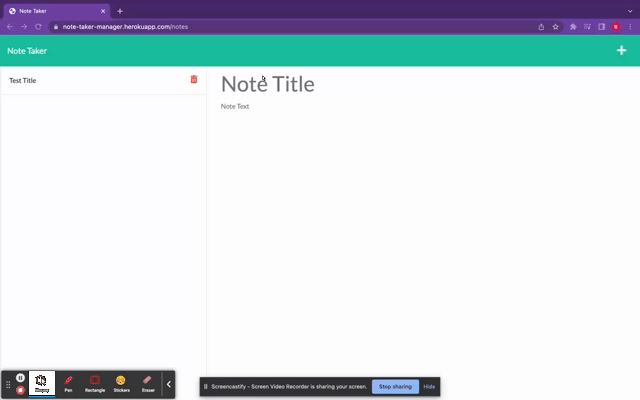 Note Taker
note-taker-manager.herokuapp.com/notes
Note Taker
Test Title
Note Title
Note Text
Pen
Rectangle
Stickers
Eraser
Screencastify - Screen Video Recorder is sharing your screen.
Stop sharing
Hide